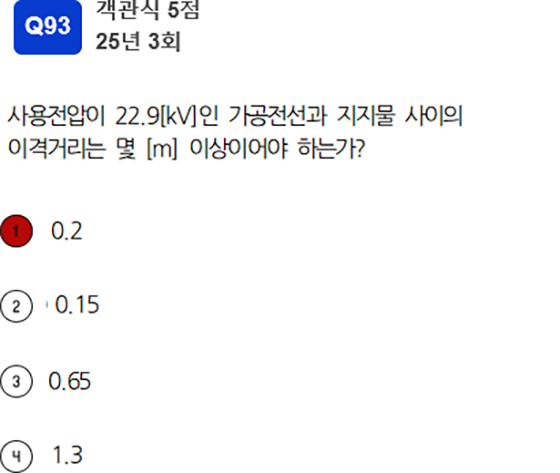 Q93
객관식 5점
25년 3회
사용전압이 22.9[kV]인 가공전선과 지지물 사이의
이격거리는 몇 [m] 이상이어야 하는가?
1 0.2
2 0.15
3 0.65
4 1.3